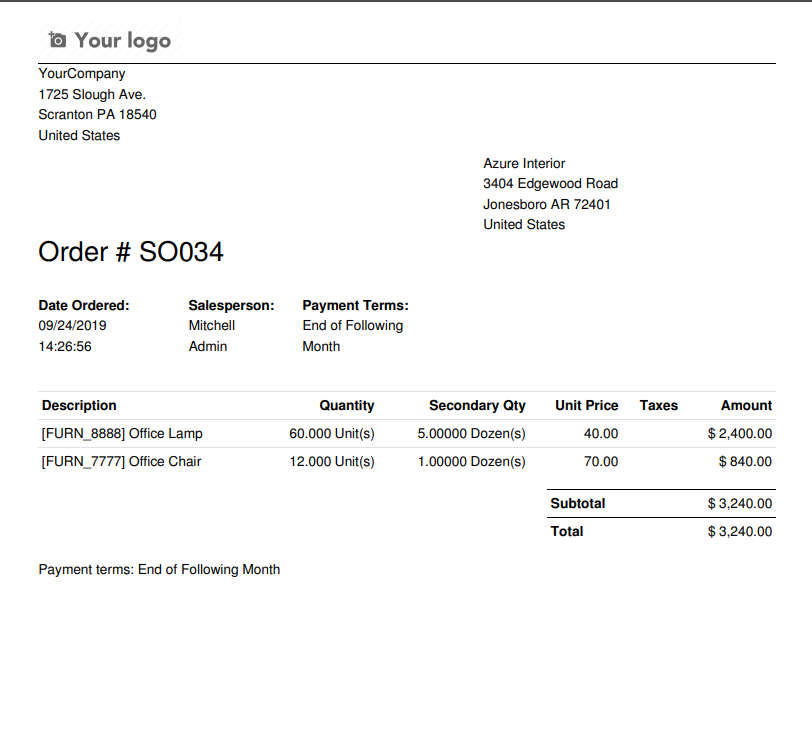 Your logo
YourCompany
1725 Slough Ave.
Scranton PA 18540
United States
Azure Interior
3404 Edgewood Road
Jonesboro AR 72401
United States
Order # SO034
Date Ordered: Salesperson: Payment Terms:
09/24/2019 Mitchell End of Following
14:26:56 Admin Month
Description Quantity Secondary Qty Unit Price Taxes Amount
[FURN_8888] Office Lamp 60.000 Unit(s) 5.00000 Dozen(s) 40.00 $ 2,400.00
[FURN_7777] Office Chair 12.000 Unit(s) 1.00000 Dozen(s) 70.00 $ 840.00
Subtotal $ 3,240.00
Total $ 3,240.00
Payment terms: End of Following Month